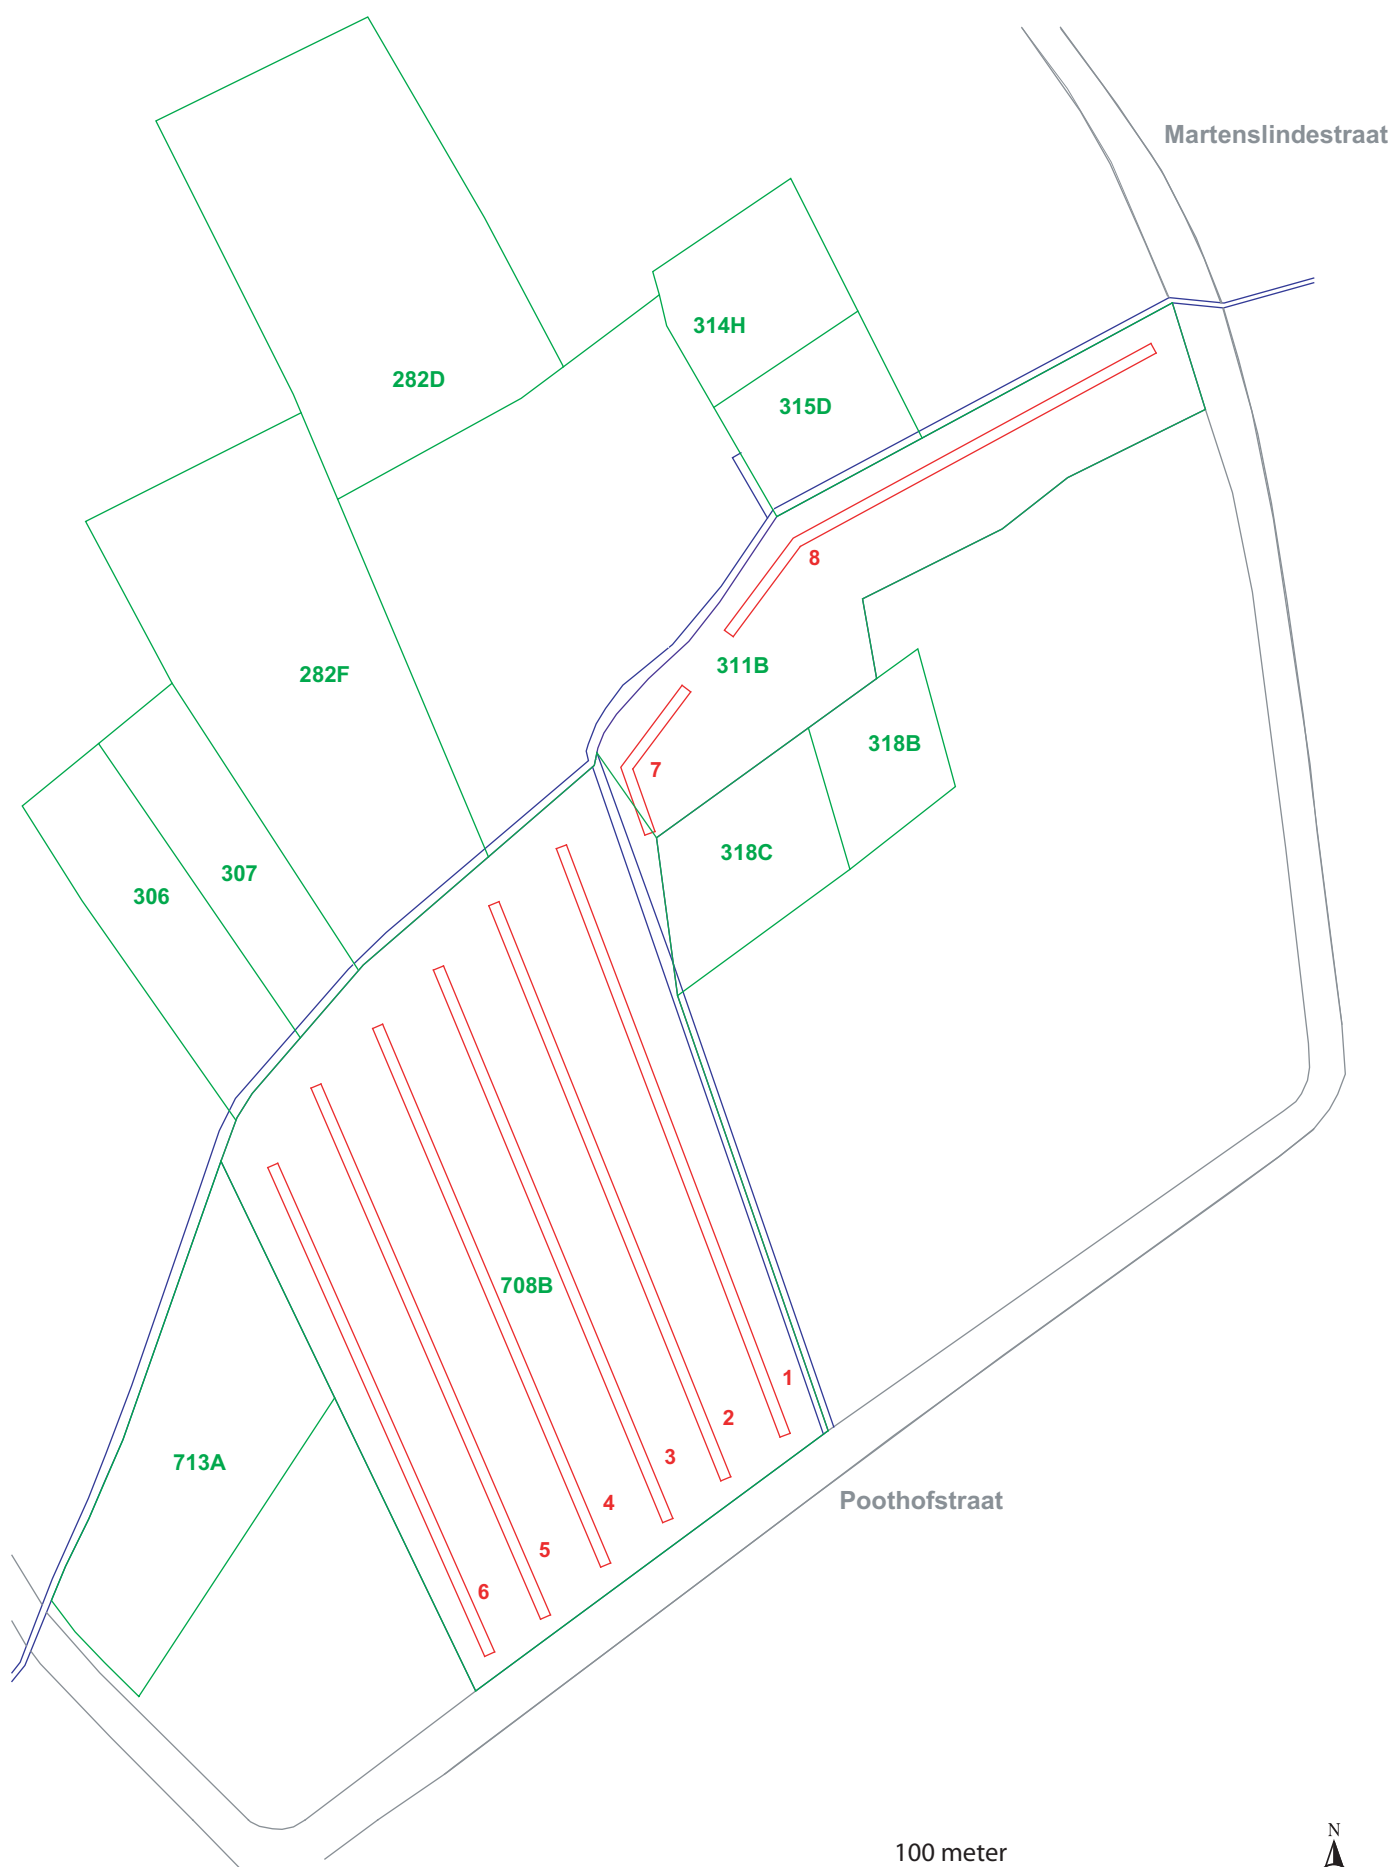 Martenslindestraat
314H
282D
315D
8
311B
282F
318B
7
318C
307
306
708B
1
2
3
713A
Poothofstraat
4
5
6
N
100 meter